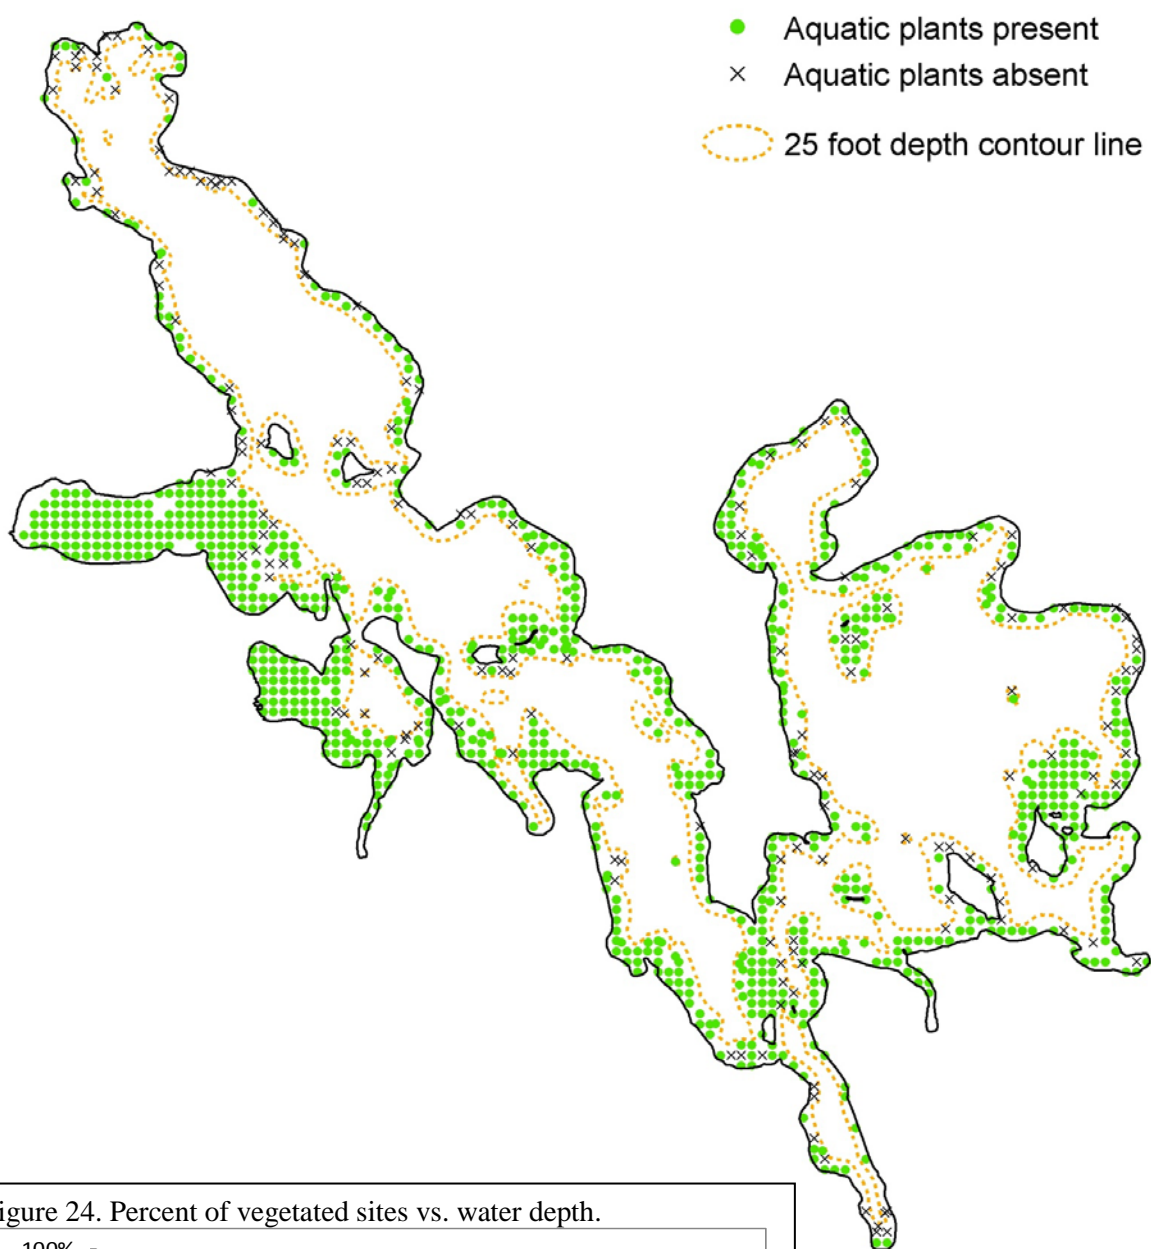 Aquatic plants present
Aquatic plants absent
25 foot depth contour line
igure 24. Percent of vegetated sites vs. water depth.
100%